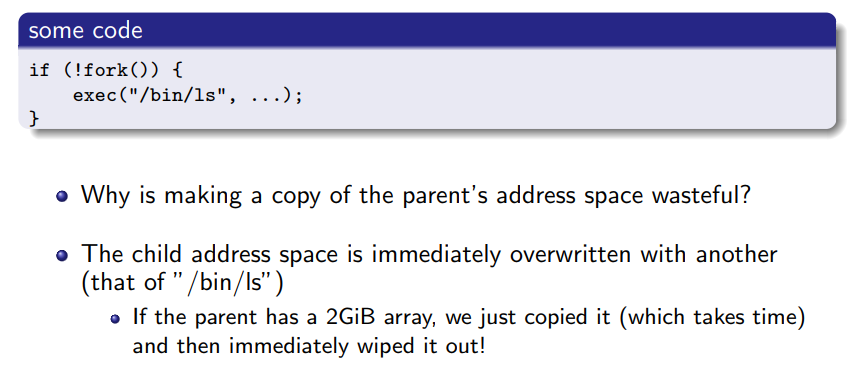 some code
if (!fork()) {
    exec("/bin/ls", ...);
}
Why is making a copy of the parent's address space wasteful?
The child address space is immediately overwritten with another
(that of "/bin/ls")
If the parent has a 2GiB array, we just copied it (which takes time)
and then immediately wiped it out!